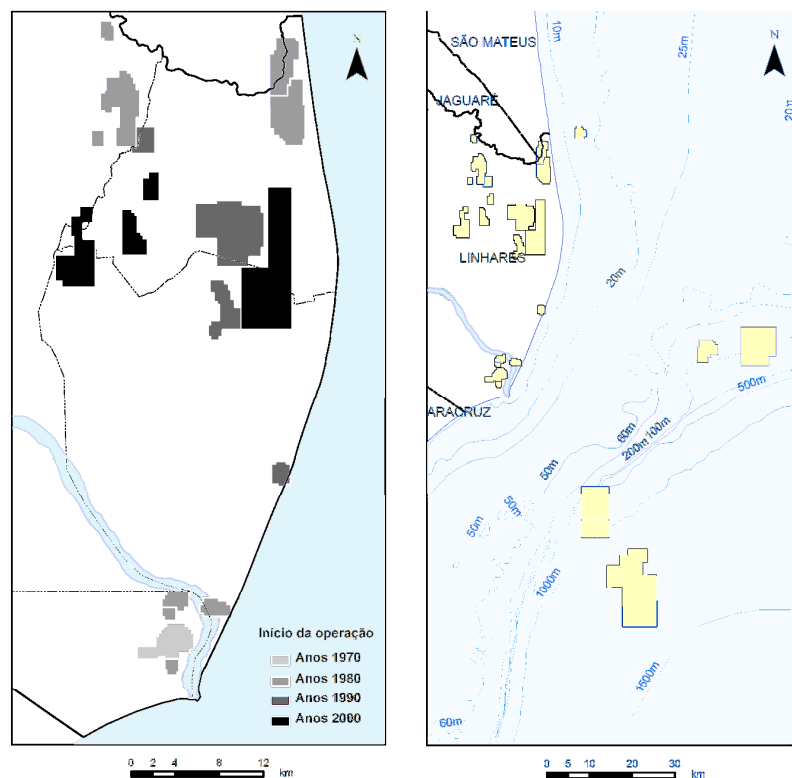 N
Início da operação
Anos 1970
Anos 1980
Anos 1990
Anos 2000
0 2 4 8 12
km
N
SÃO MATEUS
10m
25m
20m
JAGUARÉ
LINHARES
20m
500m
ARACRUZ
60m
200m
100m
50m
50m
50m
1000m
1500m
60m
0 5 10 20 30
km